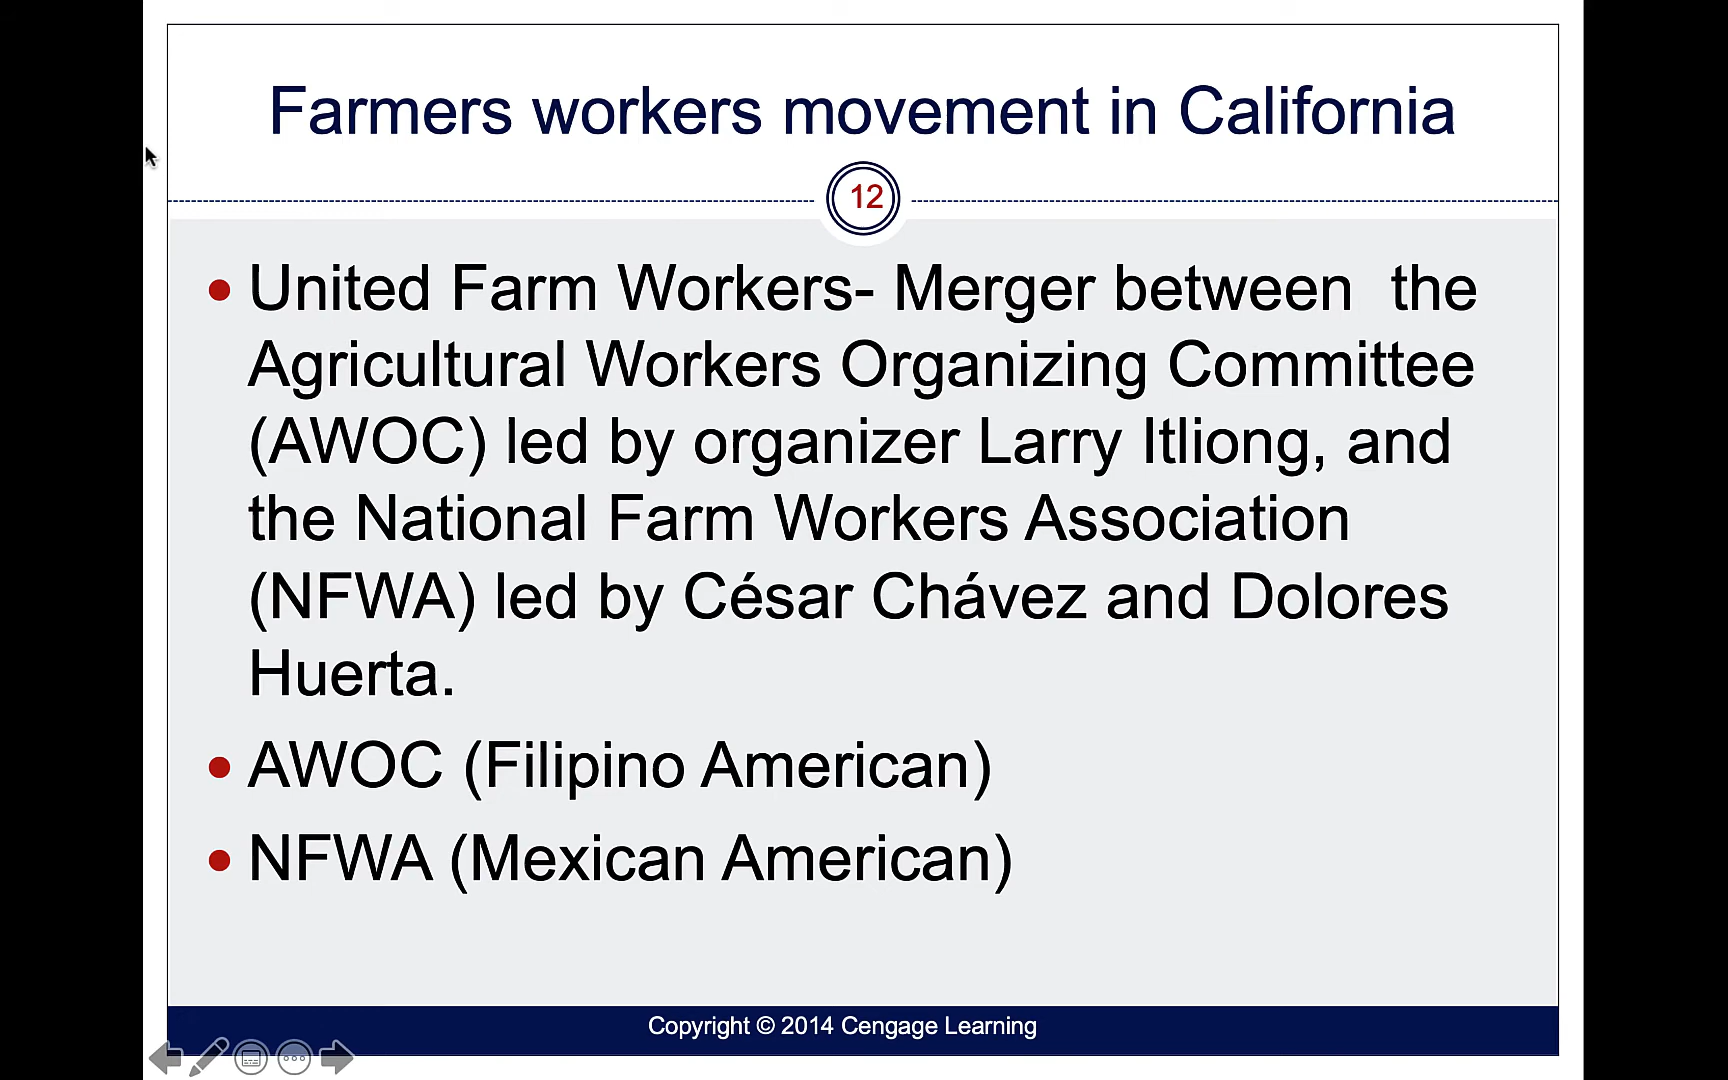 Farmers workers movement in California
12
• United Farm Workers- Merger between  the
Agricultural Workers Organizing Committee
(AWOC) led by organizer Larry Itliong, and
the National Farm Workers Association
(NFWA) led by César Chávez and Dolores
Huerta.
• AWOC (Filipino American)
• NFWA (Mexican American)
Copyright © 2014 Cengage Learning